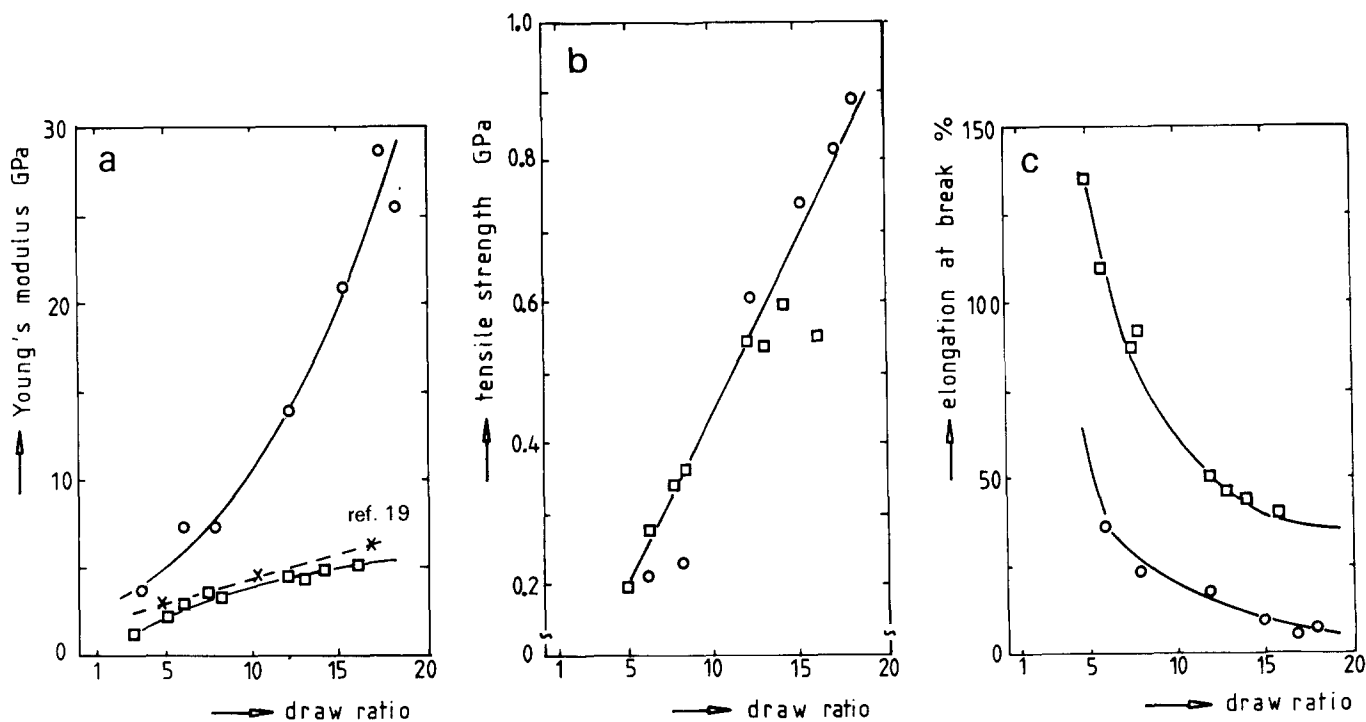 a
Young's modulus GPa
30
20
10
0
1 5 10 15 20
draw ratio
ref. 19
b
tensile strength GPa
1.0
0.8
0.6
0.4
0.2
1 5 10 15 20
draw ratio
c
elongation at break %
150
100
50
0
1 5 10 15 20
draw ratio